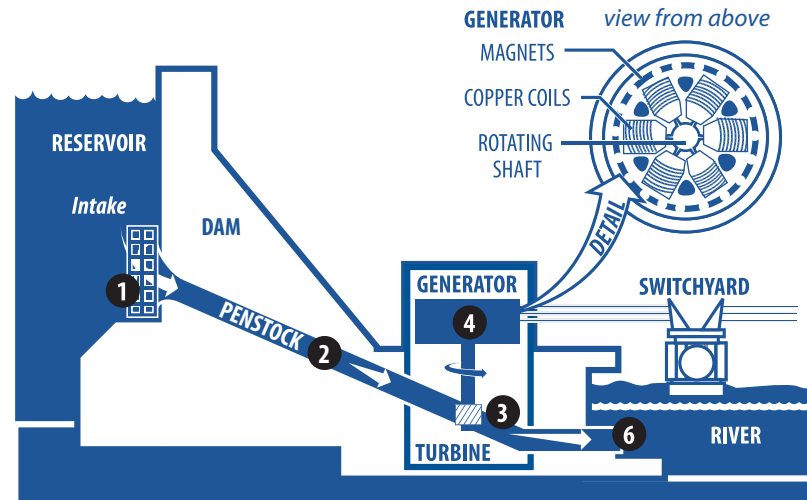 GENERATOR view from above
MAGNETS
COPPER COILS
ROTATING
SHAFT
DETAIL
RESERVOIR
Intake
DAM
1
PENSTOCK
2
GENERATOR
4
3
TURBINE
SWITCHYARD
6
RIVER